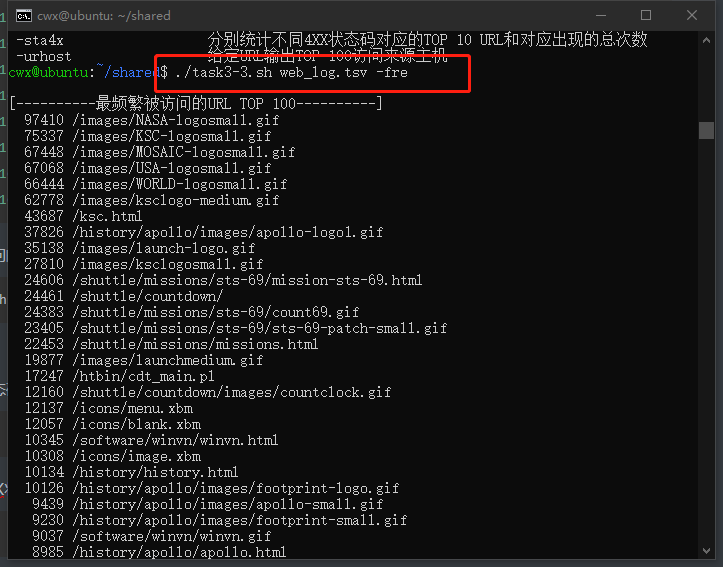 cwx@ubuntu: ~/shared
-sta4x 分别统计不同4XX状态码对应的TOP 10 URL和对应出现的总次数
-urhost 给定URL输出TOP 100访问来源主机
cwx@ubuntu:~/shared$ ./task3-3.sh web_log.tsv -fre
[----------最频繁被访问的URL TOP 100----------]
97410 /images/NASA-logosmall.gif
75337 /images/KSC-logosmall.gif
67448 /images/MOSAIC-logosmall.gif
67068 /images/USA-logosmall.gif
66444 /images/WORLD-logosmall.gif
62778 /images/ksclogo-medium.gif
43687 /ksc.html
37826 /history/apollo/images/apollo-logo1.gif
35138 /images/launch-logo.gif
27810 /images/ksclogosmall.gif
24606 /shuttle/missions/sts-69/mission-sts-69.html
24461 /shuttle/countdown/
24383 /shuttle/missions/sts-69/count69.gif
23405 /shuttle/missions/sts-69/sts-69-patch-small.gif
22453 /shuttle/missions/missions.html
19877 /images/launchmedium.gif
17247 /htbin/cdt_main.pl
12160 /shuttle/countdown/images/countclock.gif
12137 /icons/menu.xbm
12057 /icons/blank.xbm
10345 /software/winvn/winvn.html
10308 /icons/image.xbm
10134 /history/history.html
10126 /history/apollo/images/footprint-logo.gif
9439 /history/apollo/images/apollo-small.gif
9230 /history/apollo/images/footprint-small.gif
9037 /software/winvn/winvn.gif
8985 /history/apollo/apollo.html